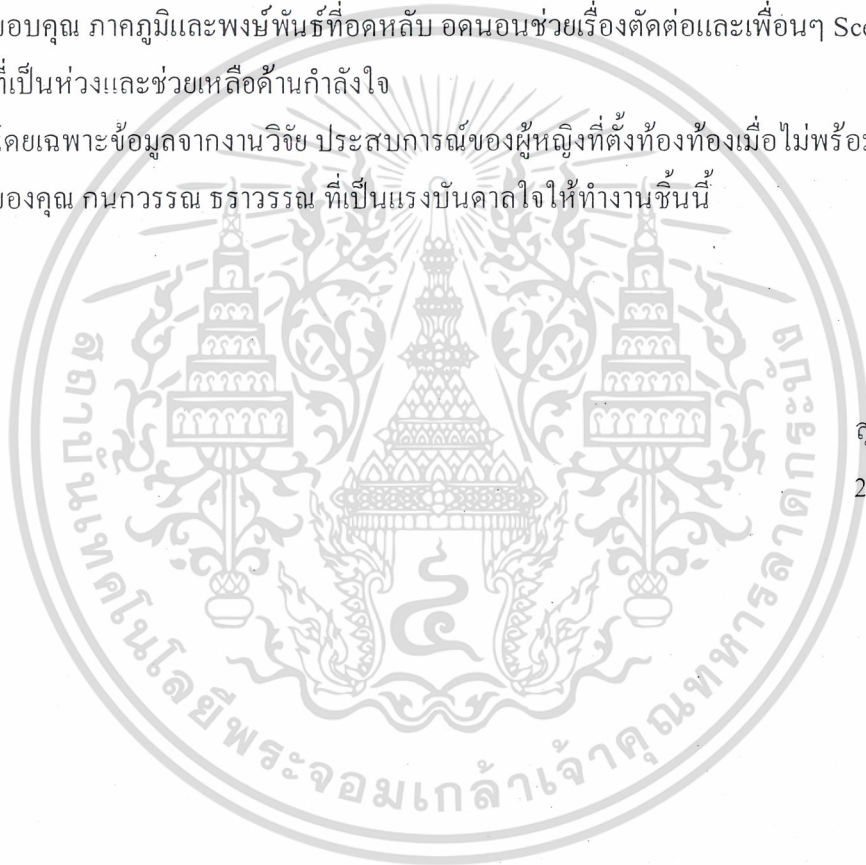 ขอบคุณ ภาคภูมิและพงษ์พันธ์ที่อดหลับ อดนอนช่วยเรื่องตัดต่อและเพื่อนๆ Sce
ที่เป็นห่วงและช่วยเหลือด้านกำลังใจ
โดยเฉพาะข้อมูลจากงานวิจัย ประสบการณ์ของผู้หญิงที่ตั้งท้องท้องเมื่อไม่พร้อม
ของคุณ กนกวรรณ ธราวรรณ ที่เป็นแรงบันดาลใจให้ทำงานชิ้นนี้
2
สถาบันเทคโนโลยีพระจอมเกล้าเจ้าคุณทหารลาดกระบัง
๔